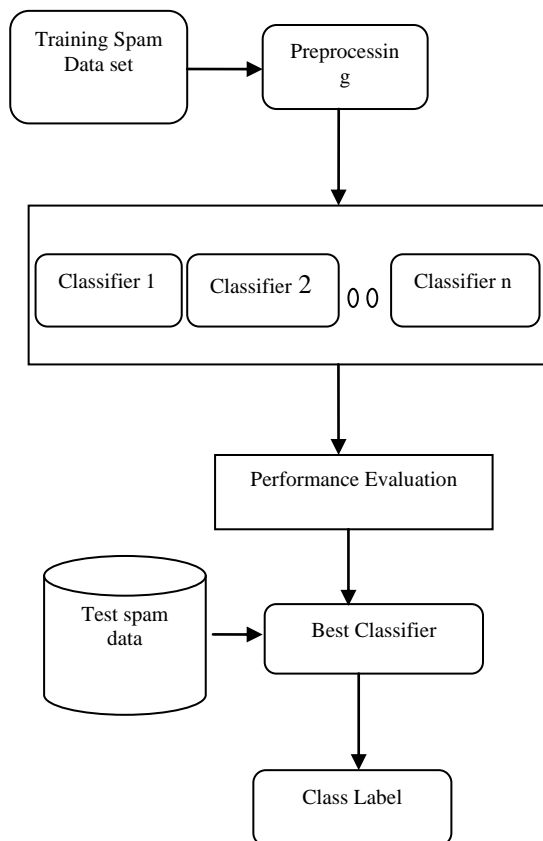 Training Spam
Data set
Preprocessin
g
Classifier 1
Classifier 2
Classifier n
Performance Evaluation
Test spam
data
Best Classifier
Class Label